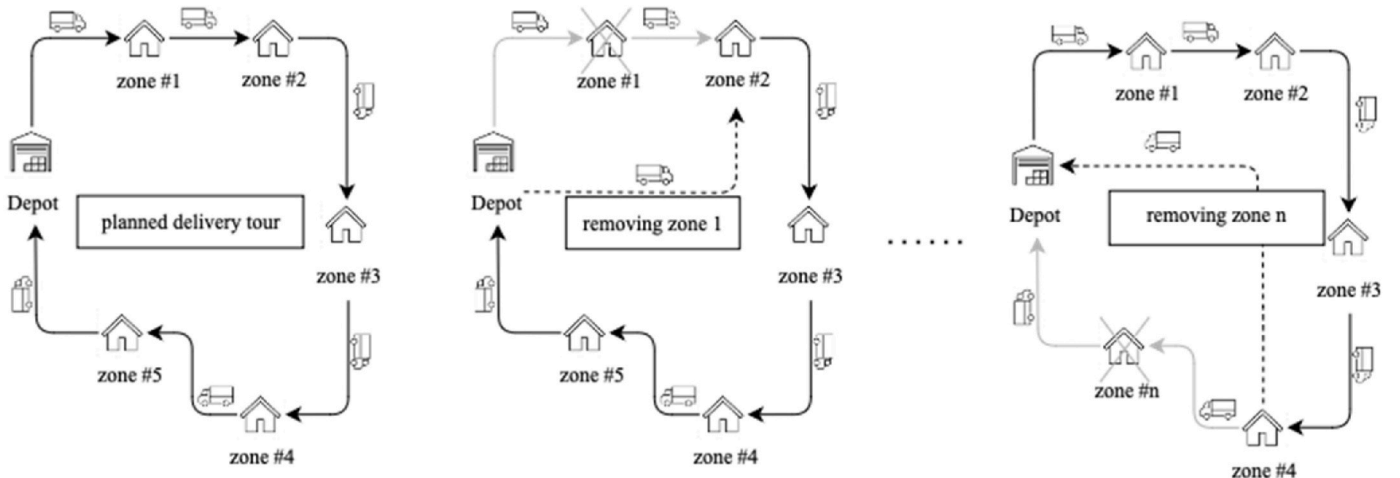 zone #1
zone #2
Depot
planned delivery tour
zone #3
zone #5
zone #4
zone #1
zone #2
Depot
removing zone 1
zone #3
zone #5
zone #4
......
zone #1
zone #2
Depot
removing zone n
zone #3
zone #n
zone #4